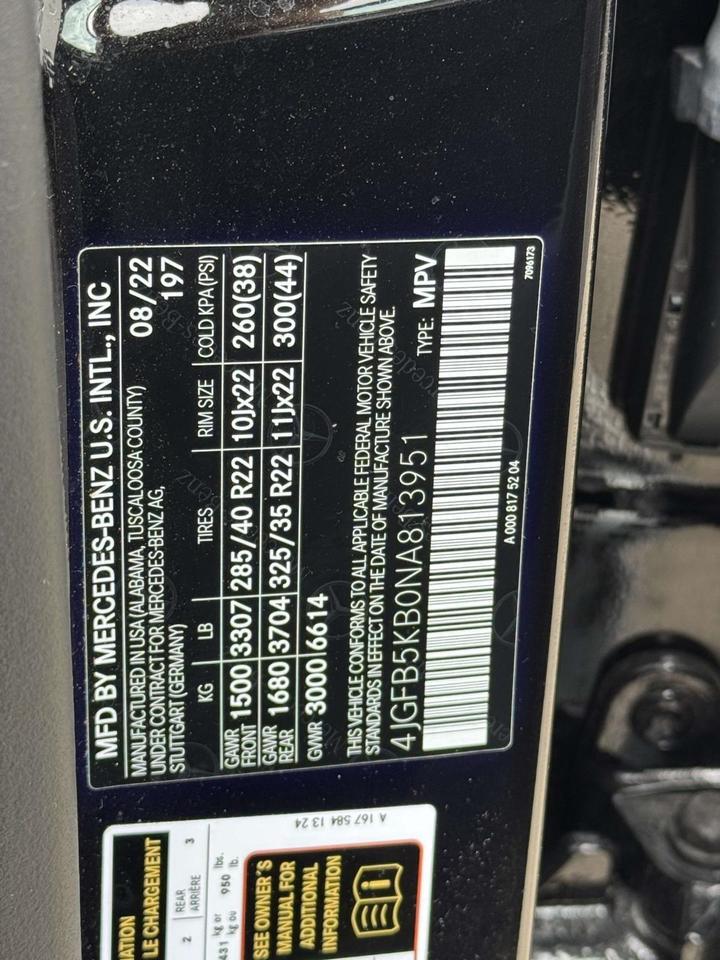 MFD BY MERCEDES-BENZ U.S. INTL., INC
MANUFACTURED IN USA (ALABAMA, TUSCALOOSA COUNTY) 08/22
UNDER CONTRACT FOR MERCEDES-BENZ AG, 197
STUTTGART (GERMANY)
KG LB TIRES RIM SIZE COLD KPA (PSI)
GAWR FRONT 1500 3307 285/40 R22 10Jx22 260(38)
GAWR REAR 1680 3704 325/35 R22 11Jx22 300(44)
GVWR 3000 6614
THIS VEHICLE CONFORMS TO ALL APPLICABLE FEDERAL MOTOR VEHICLE SAFETY
STANDARDS IN EFFECT ON THE DATE OF MANUFACTURE SHOWN ABOVE.
4JGFB5KB0NA813951 TYPE: MPV
A 000 817 52 04
7096173
A 167 584 13 24
LE CHARGEMENT
2 REAR 3
ARRIÈRE
431 kg or 950 lbs.
kg ou lb.
SEE OWNER'S
MANUAL FOR
ADDITIONAL
INFORMATION